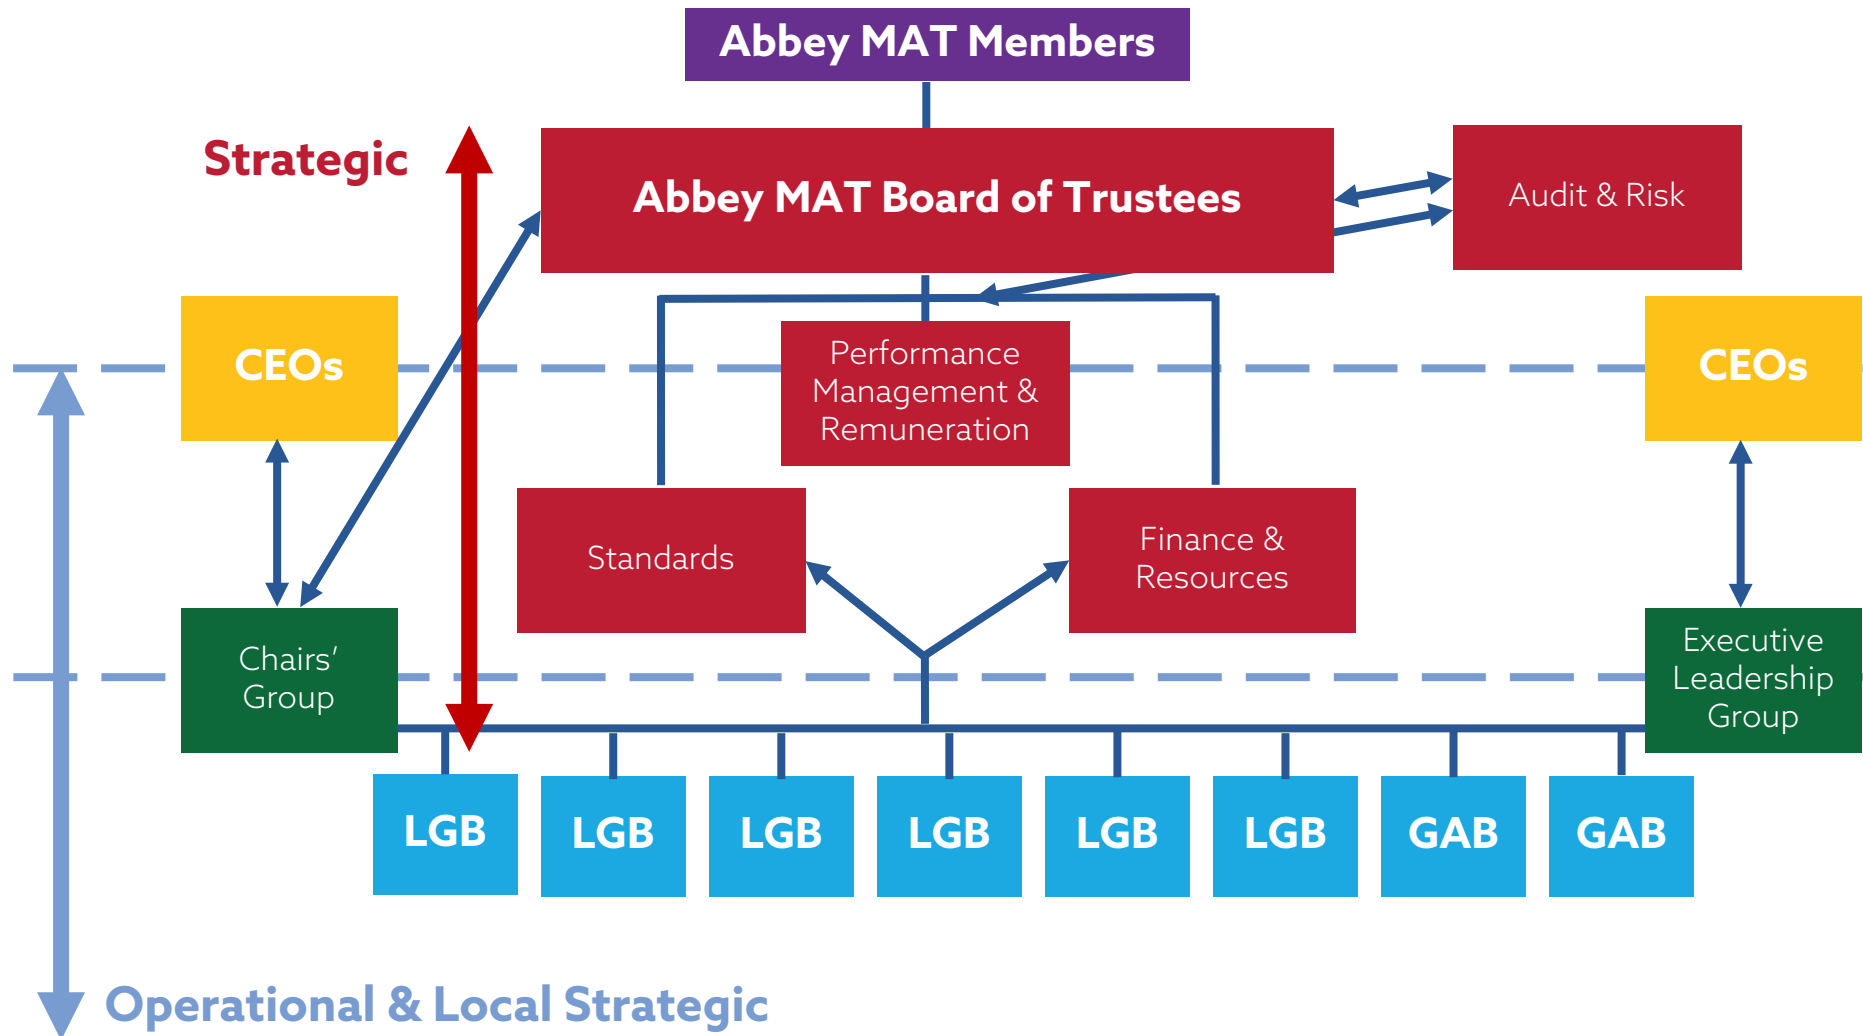 Abbey MAT Members
Strategic
Abbey MAT Board of Trustees
Audit & Risk
CEOs
Performance
Management &
Remuneration
CEOs
Standards
Finance &
Resources
Chairs’
Group
Executive
Leadership
Group
LGB
LGB
LGB
LGB
LGB
LGB
GAB
GAB
Operational & Local Strategic